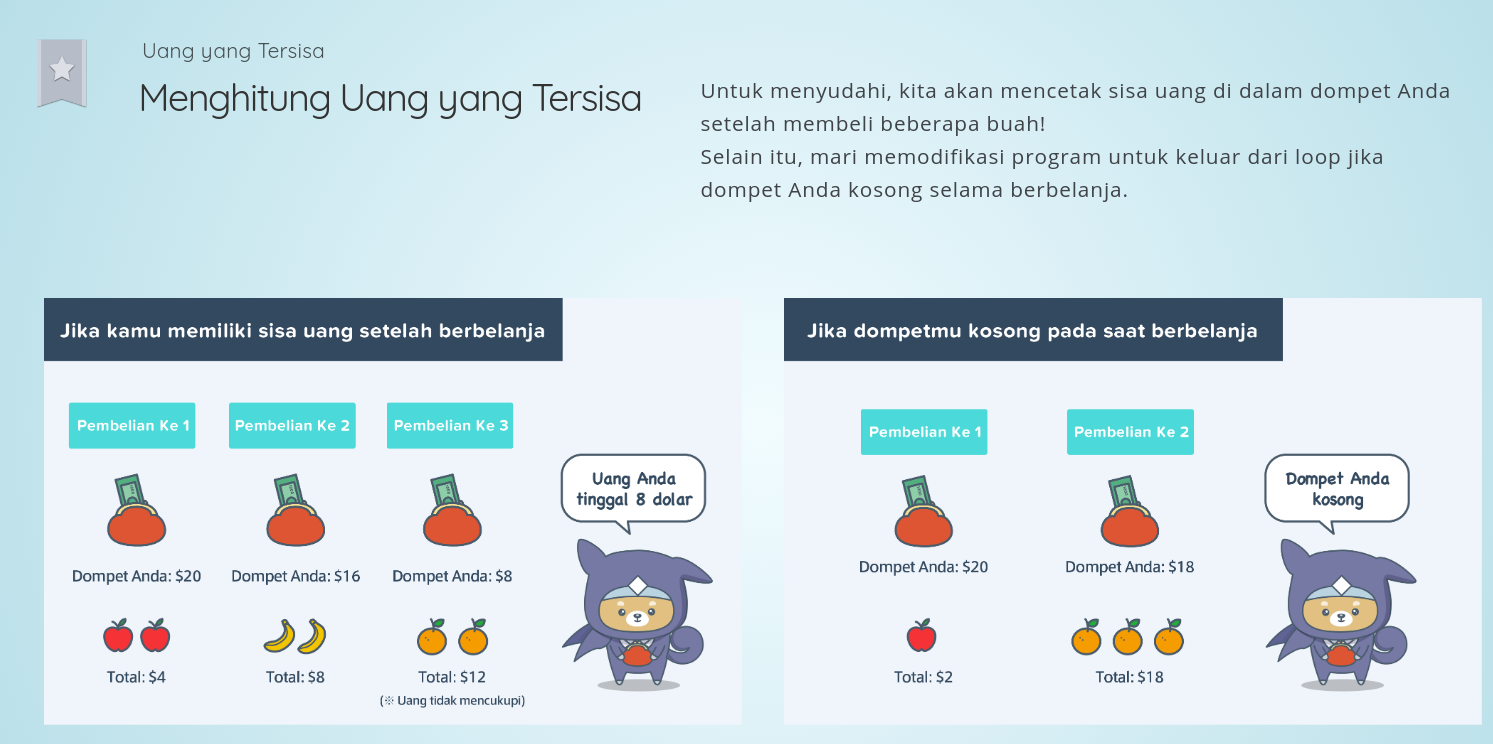 Uang yang Tersisa
Menghitung Uang yang Tersisa
Untuk menyudahi, kita akan mencetak sisa uang di dalam dompet Anda
setelah membeli beberapa buah!
Selain itu, mari memodifikasi program untuk keluar dari loop jika
dompet Anda kosong selama berbelanja.
Jika kamu memiliki sisa uang setelah berbelanja
Pembelian Ke 1
Pembelian Ke 2
Pembelian Ke 3
Uang Anda
tinggal 8 dolar
Dompet Anda: $20
Dompet Anda: $16
Dompet Anda: $8
Total: $4
Total: $8
Total: $12
(※ Uang tidak mencukupi)
Jika dompetmu kosong pada saat berbelanja
Pembelian Ke 1
Pembelian Ke 2
Dompet Anda
kosong
Dompet Anda: $20
Dompet Anda: $18
Total: $2
Total: $18